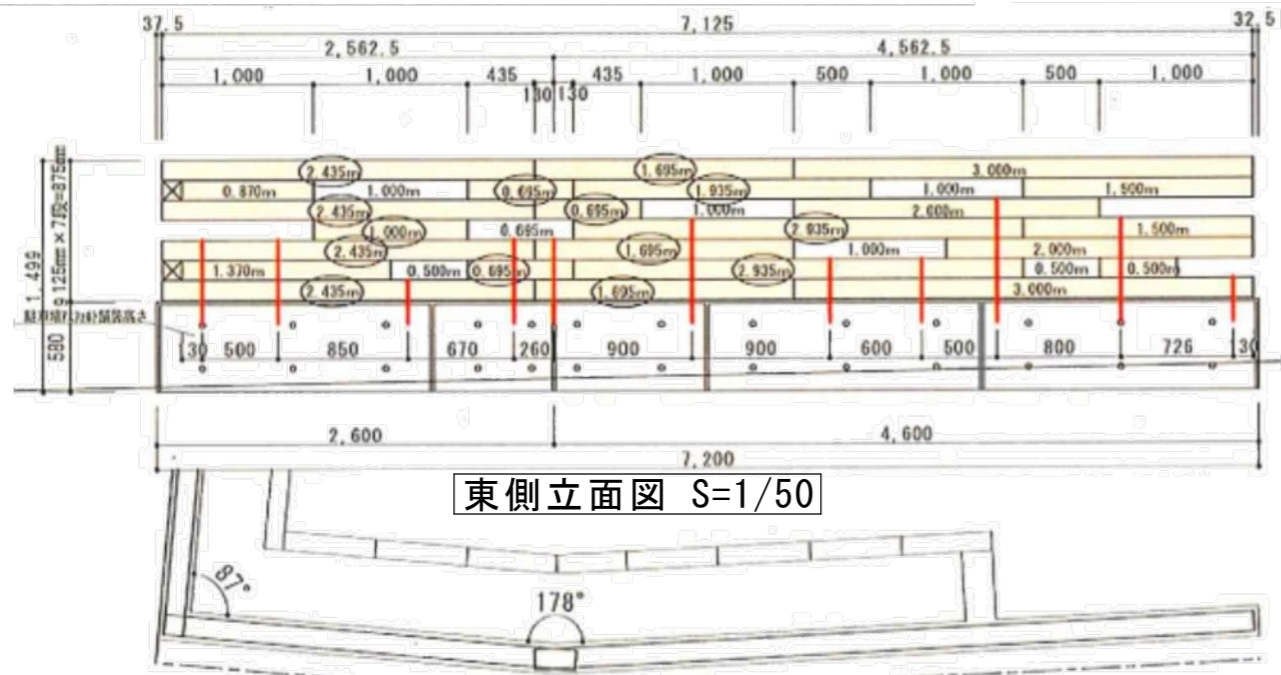 37.5 7,125 32.5
2,562.5 4,562.5
1,000 1,000 435 435 1,000 500 1,000 500 1,000
130 130
2.435m 1.695m 3.000m
0.870m 1.000m 0.695m 1.935m 1.000m 1.500m
2.435m 0.695m 1.000m 2.000m
1.000m 0.695m 2.935m 1.500m
2.435m 1.695m 1.000m 2.000m
1.370m 0.500m 0.695m 2.935m 0.500m 0.500m
2.435m 1.695m 3.000m
1,499
125mm × 7段=875mm
580
30 500 850 670 260 900 900 600 500 800 726 30
2,600 4,600
7,200
東側立面図 S=1/50
87°
178°